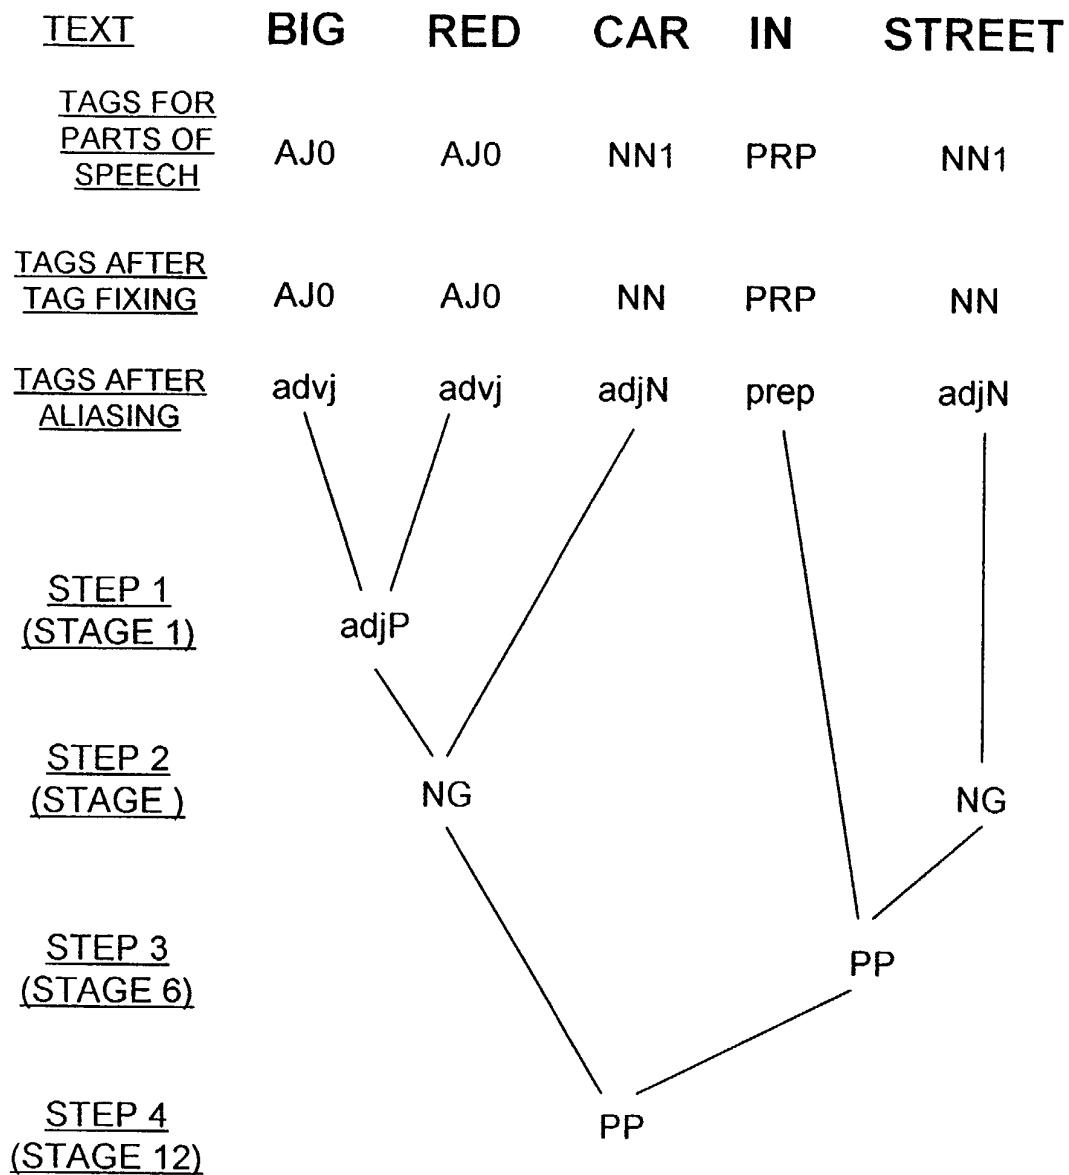 TEXT BIG RED CAR IN STREET
TAGS FOR
PARTS OF
SPEECH
AJ0 AJ0 NN1 PRP NN1
TAGS AFTER
TAG FIXING
AJ0 AJ0 NN PRP NN
TAGS AFTER
ALIASING
advj advj adjN prep adjN
STEP 1
(STAGE 1)
adjP
STEP 2
(STAGE )
NG NG
STEP 3
(STAGE 6)
PP
STEP 4
(STAGE 12)
PP